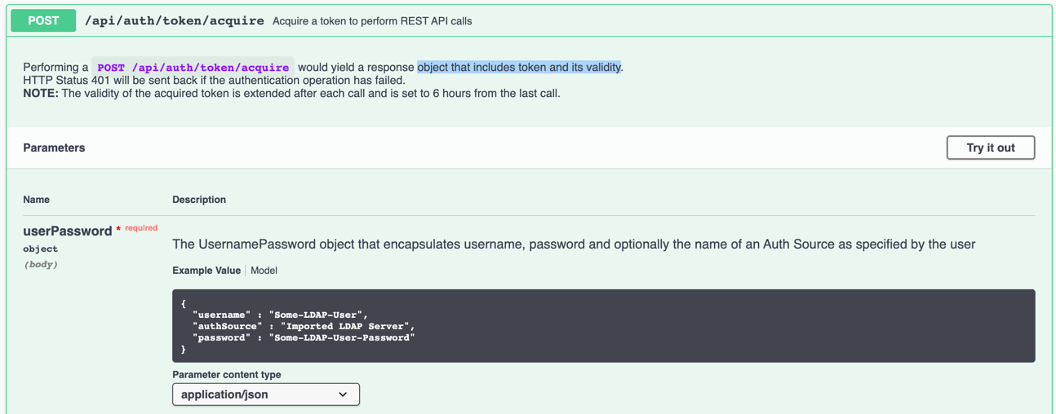 POST /api/auth/token/acquire Acquire a token to perform REST API calls
Performing a POST /api/auth/token/acquire would yield a response object that includes token and its validity.
HTTP Status 401 will be sent back if the authentication operation has failed.
NOTE: The validity of the acquired token is extended after each call and is set to 6 hours from the last call.
Parameters Try it out
Name Description
userPassword * required
object
(body)
The UsernamePassword object that encapsulates username, password and optionally the name of an Auth Source as specified by the user
Example Value Model
{
"username" : "Some-LDAP-User",
"authSource" : "Imported LDAP Server",
"password" : "Some-LDAP-User-Password"
}
Parameter content type
application/json